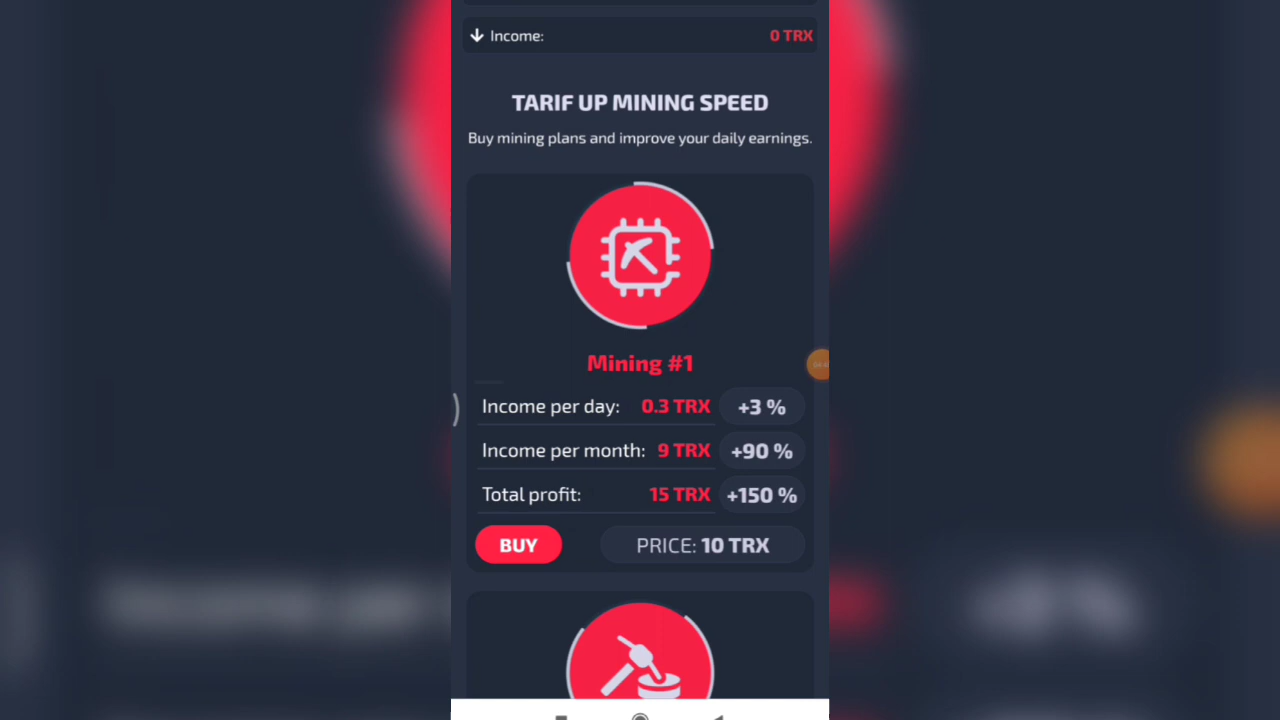 Income: 0 TRX
TARIF UP MINING SPEED
Buy mining plans and improve your daily earnings.
Mining #1
Income per day: 0.3 TRX +3 %
Income per month: 9 TRX +90 %
Total profit: 15 TRX +150 %
BUY PRICE: 10 TRX